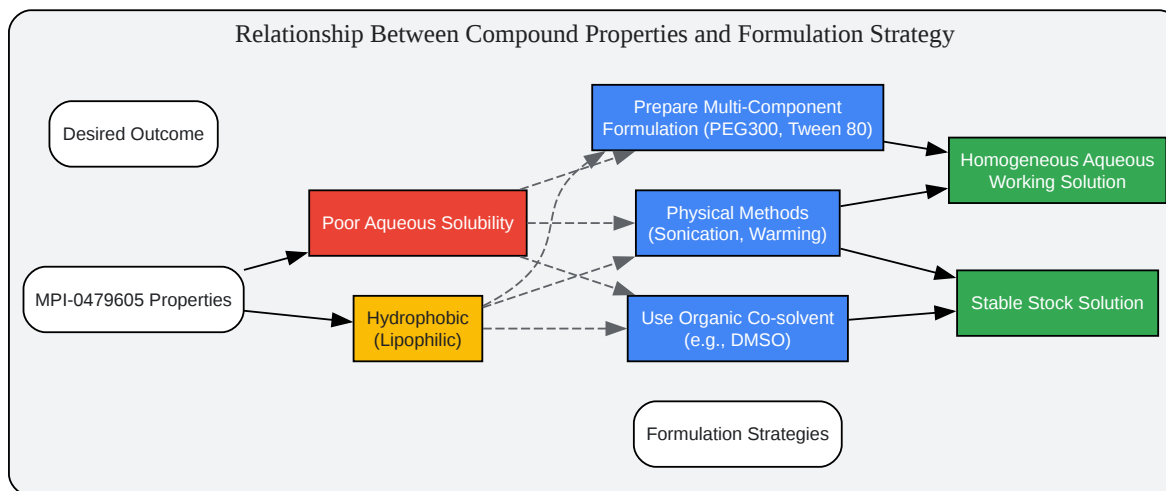 Relationship Between Compound Properties and Formulation Strategy
Desired Outcome
MPI-0479605 Properties
Poor Aqueous Solubility
Hydrophobic
(Lipophilic)
Prepare Multi-Component
Formulation (PEG300, Tween 80)
Physical Methods
(Sonication, Warming)
Use Organic Co-solvent
(e.g., DMSO)
Formulation Strategies
Homogeneous Aqueous
Working Solution
Stable Stock Solution